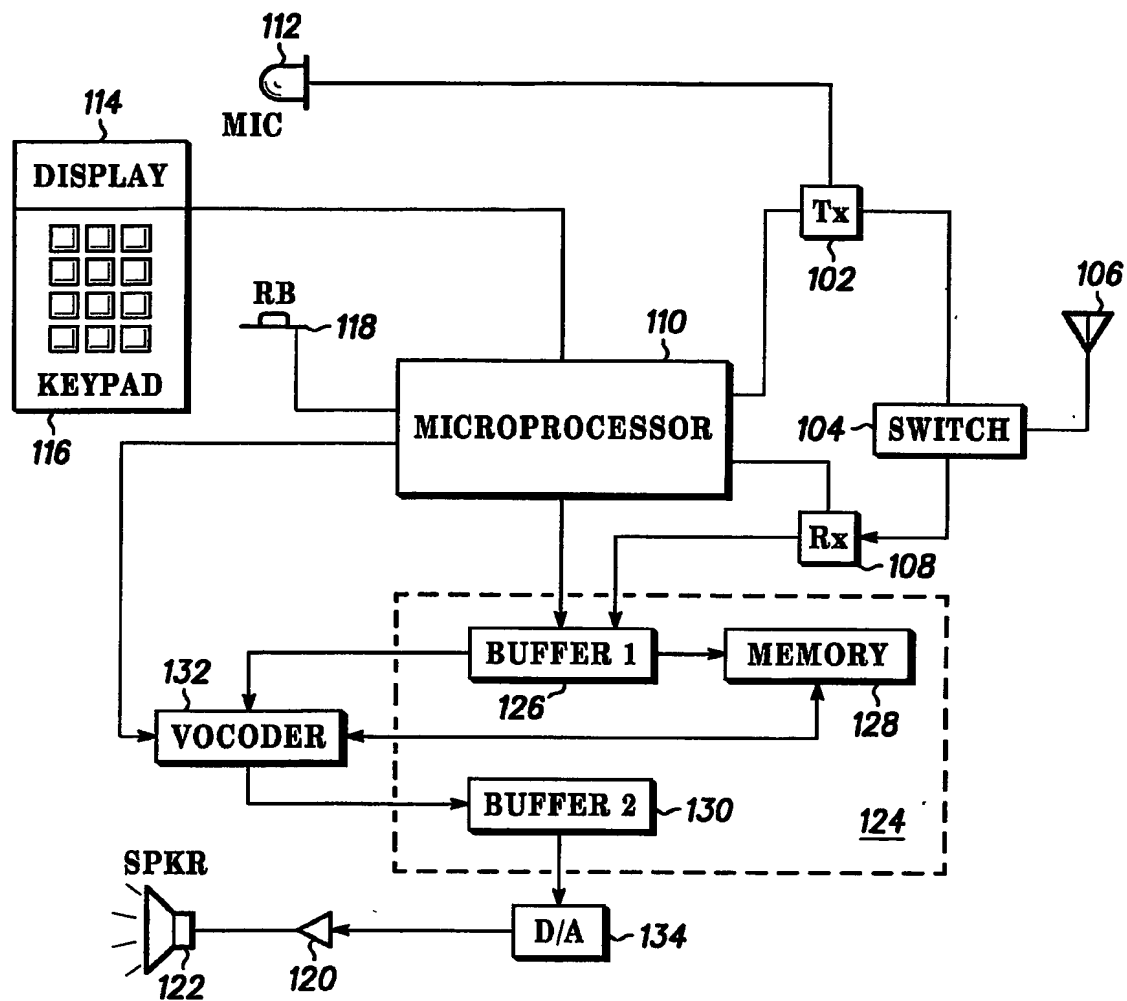 112
MIC
114
DISPLAY
KEYPAD
116
RB
118
Tx
102
106
110
MICROPROCESSOR
104
SWITCH
Rx
108
BUFFER 1
126
MEMORY
128
132
VOCODER
BUFFER 2
130
124
SPKR
122
120
D/A
134